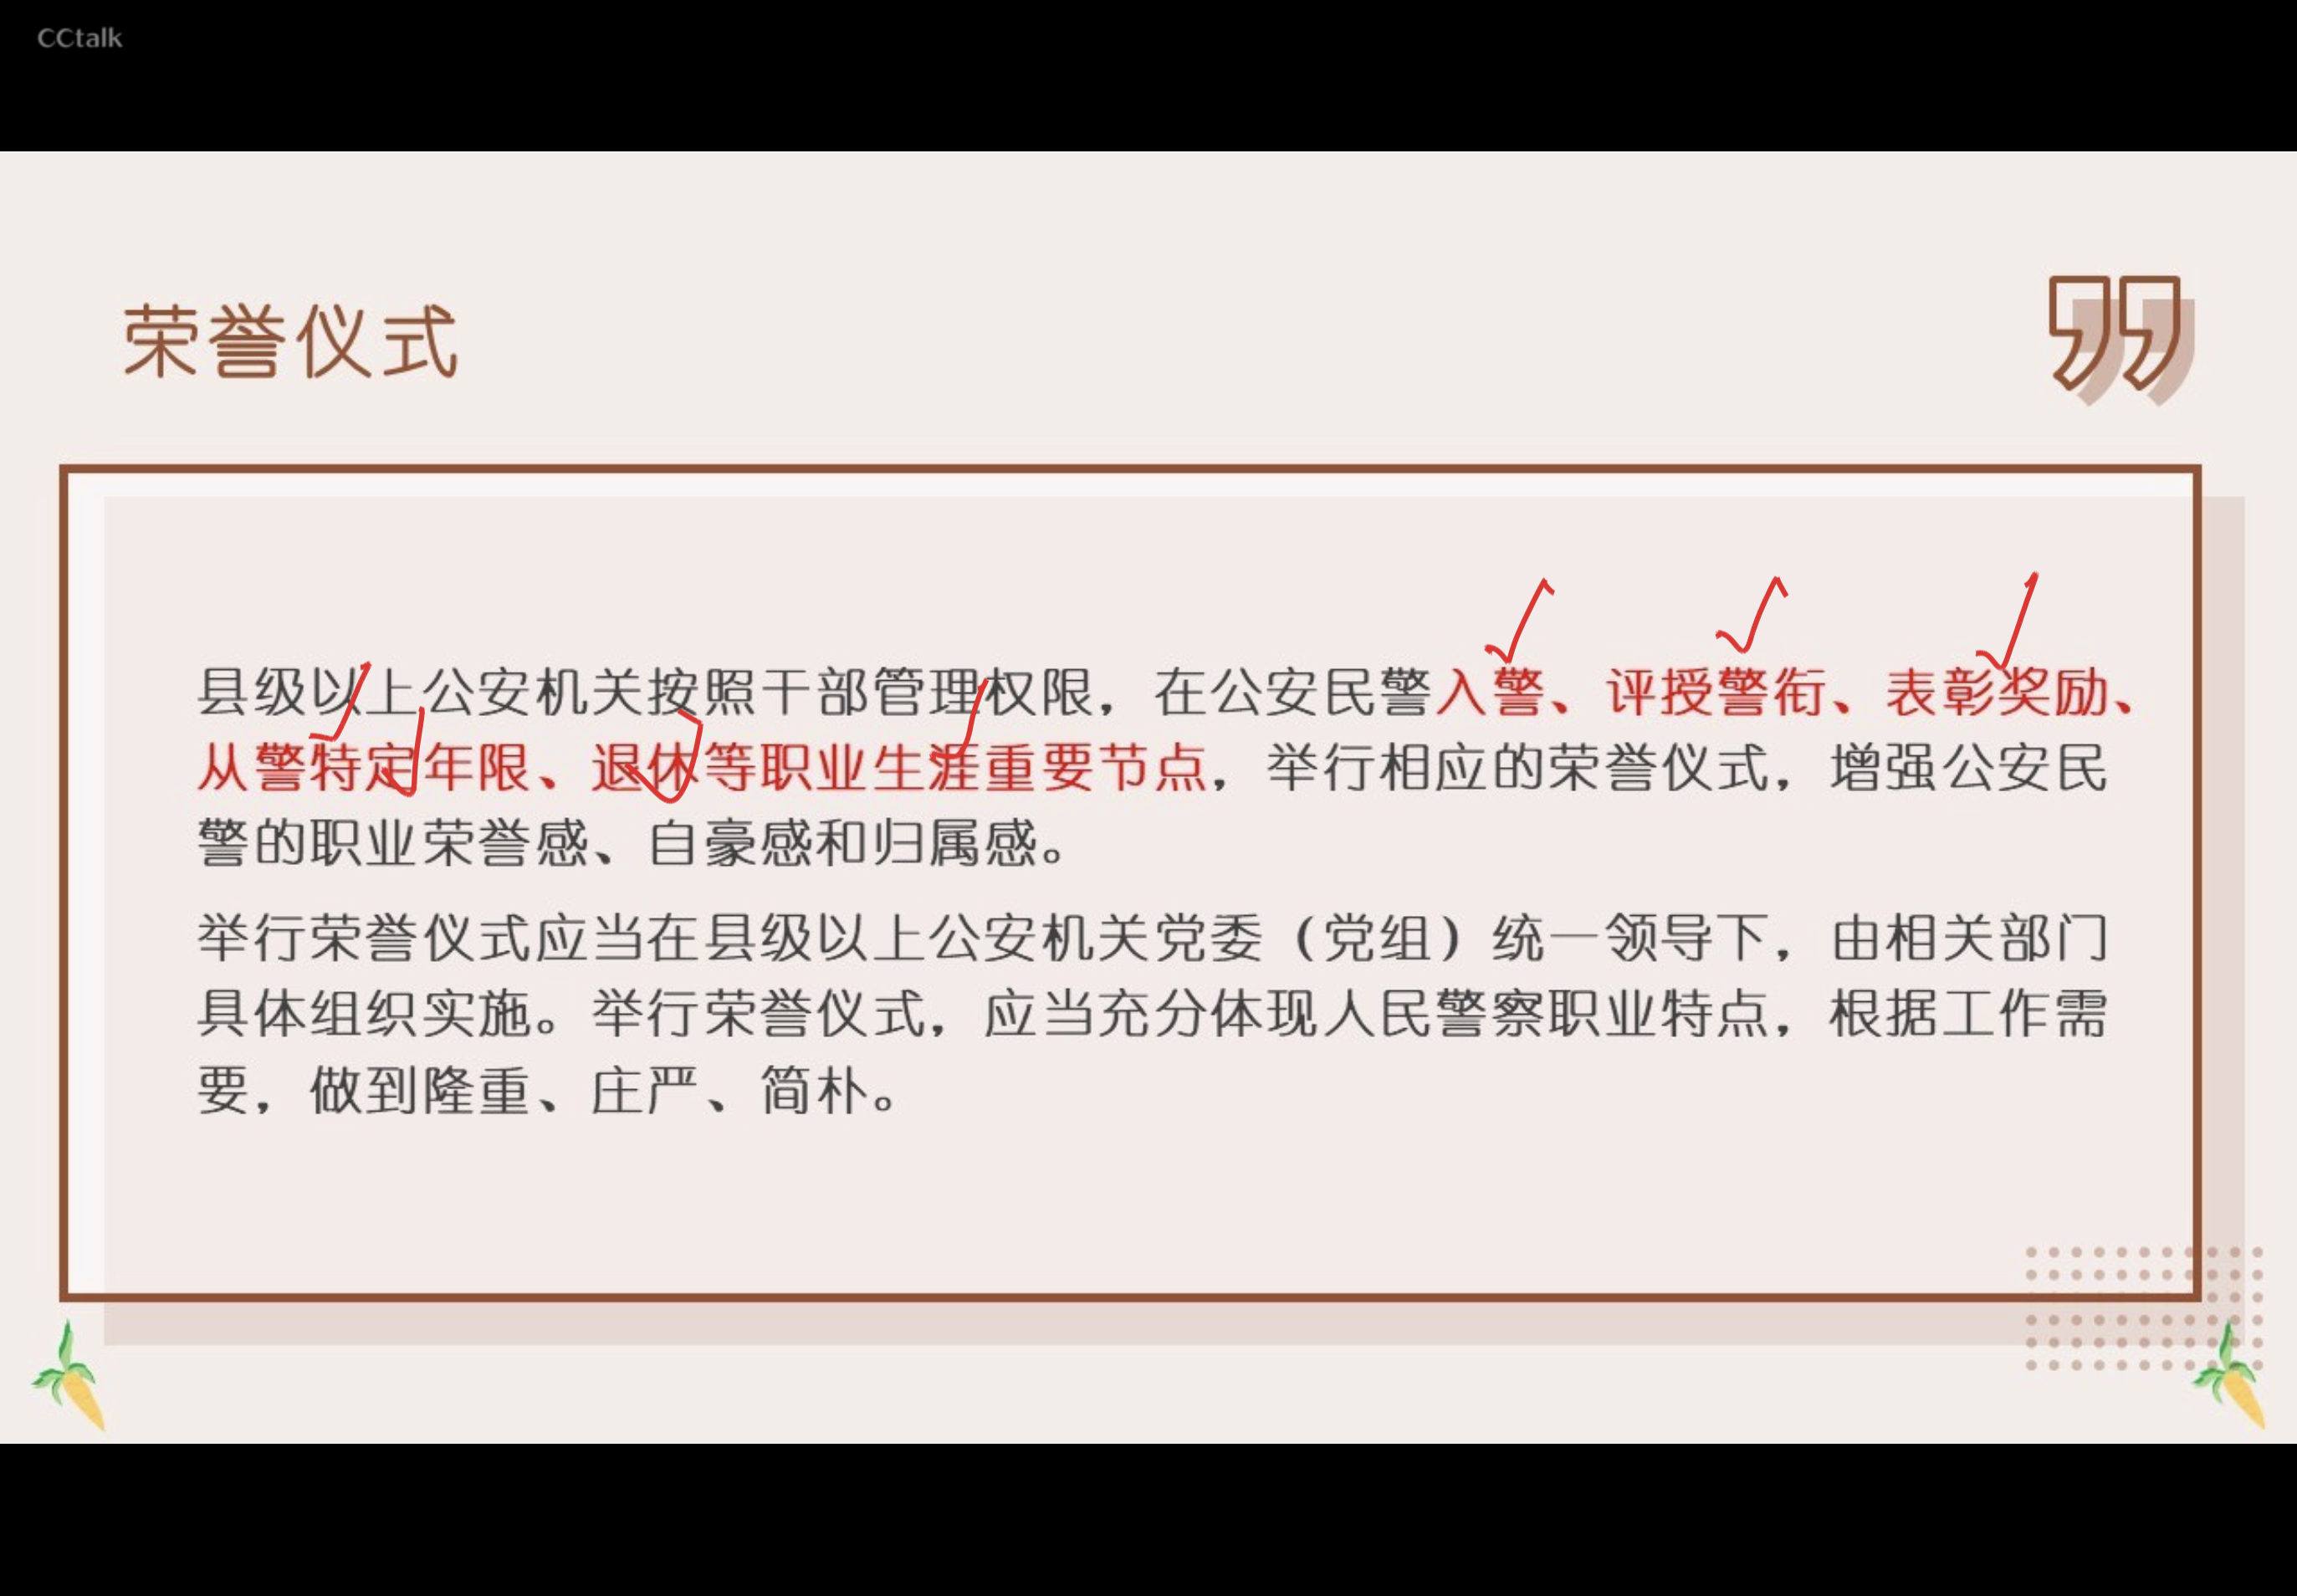 CCtalk
荣誉仪式
县级以上公安机关按照干部管理权限，在公安民警入警、评授警衔、表彰奖励、
从警特定年限、退休等职业生涯重要节点，举行相应的荣誉仪式，增强公安民
警的职业荣誉感、自豪感和归属感。
举行荣誉仪式应当在县级以上公安机关党委（党组）统一领导下，由相关部门
具体组织实施。举行荣誉仪式，应当充分体现人民警察职业特点，根据工作需
要，做到隆重、庄严、简朴。